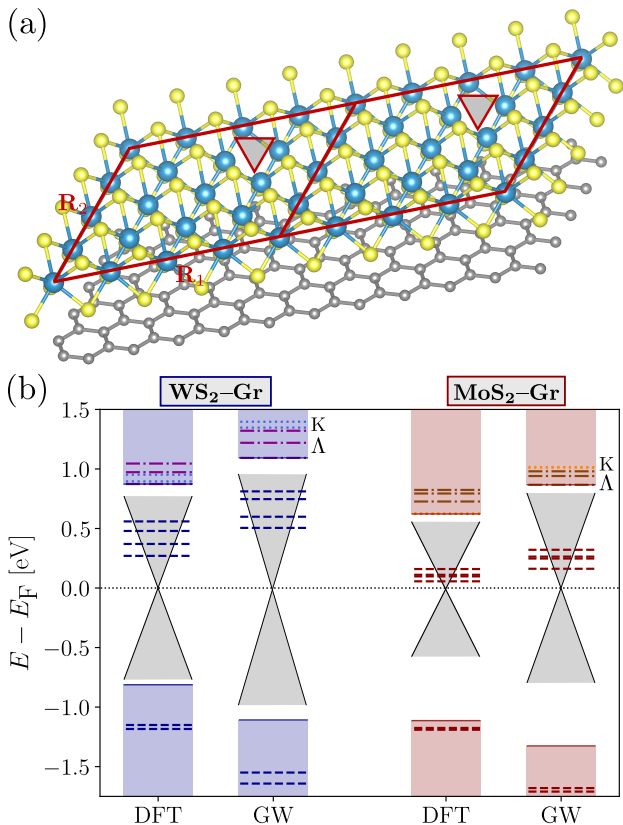 (a)
R₂
R₁
(b)
WS₂–Gr
MoS₂–Gr
E − E_F [eV]
1.5
1.0
0.5
0.0
−0.5
−1.0
−1.5
K
Λ
K
Λ
DFT
GW
DFT
GW